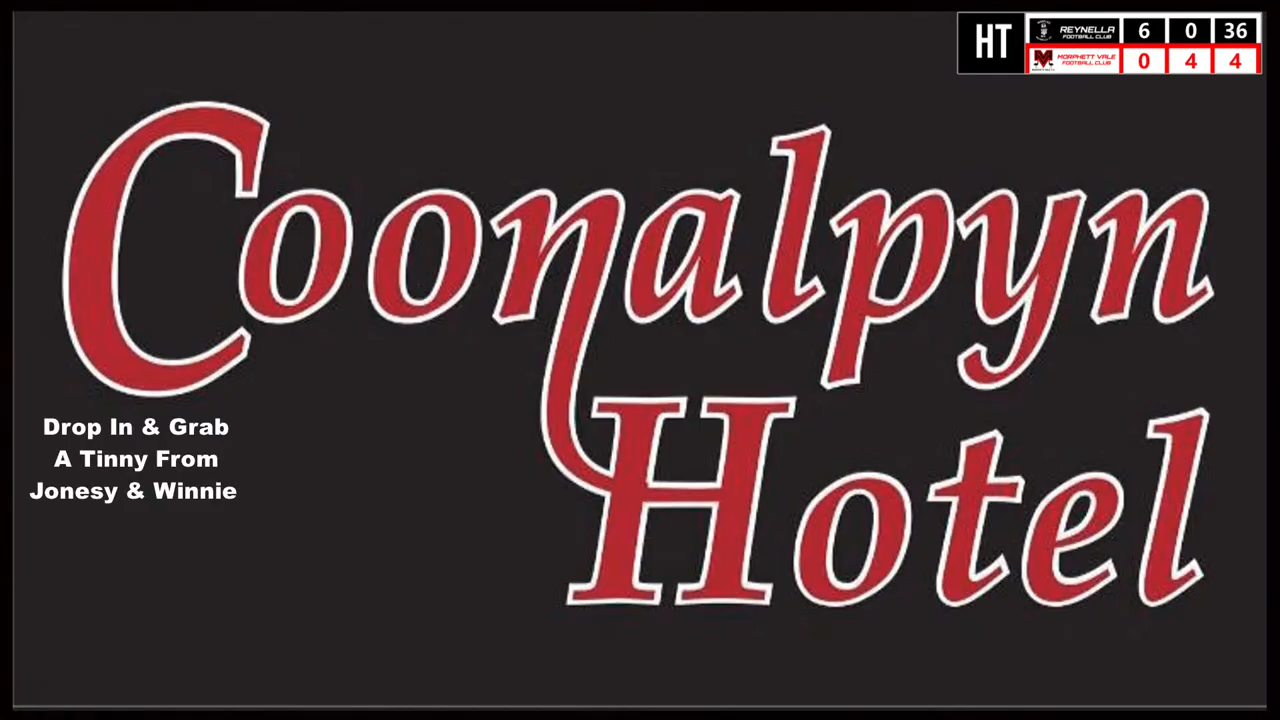 HT
REYNELLA
FOOTBALL CLUB
6 0 36
MORPHETT VALE
FOOTBALL CLUB
0 4 4
Coonalpyn
Hotel
Drop In & Grab
A Tinny From
Jonesy & Winnie